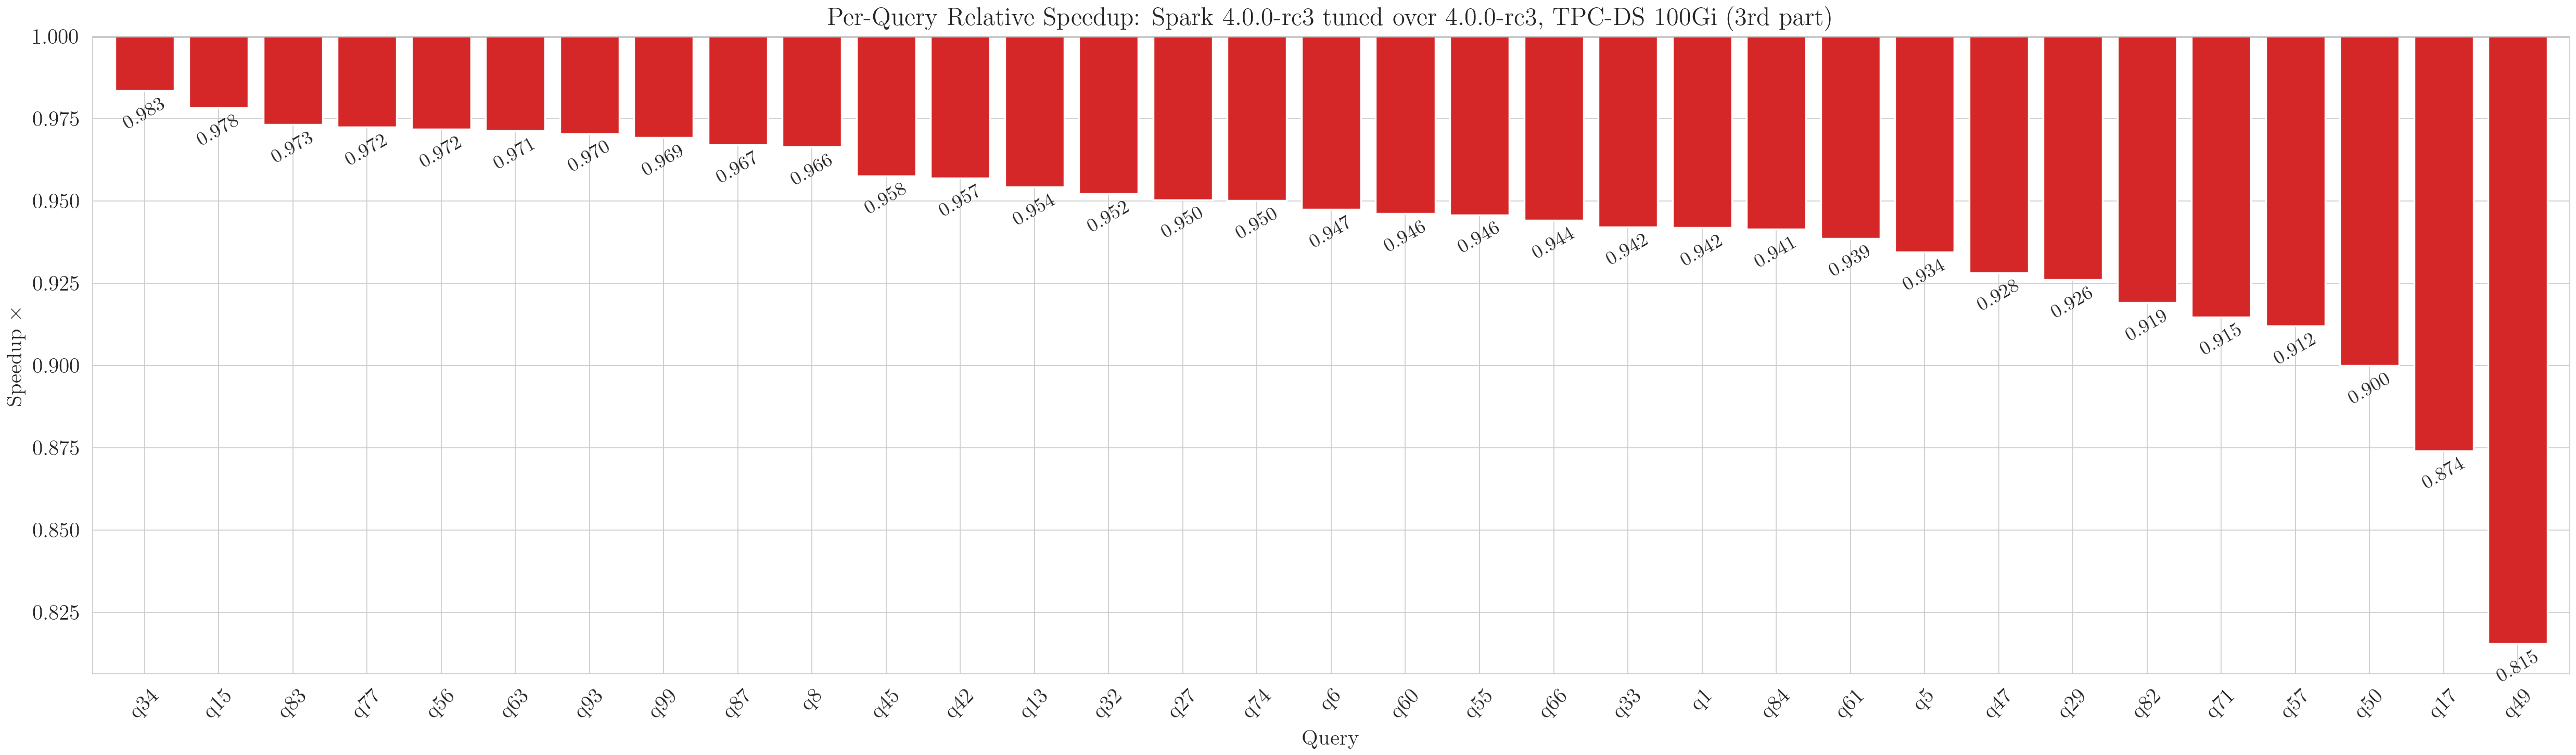 Per-Query Relative Speedup: Spark 4.0.0-rc3 tuned over 4.0.0-rc3, TPC-DS 100Gi (3rd part)
Speedup ×
1.000
0.975
0.950
0.925
0.900
0.875
0.850
0.825
0.983
0.978
0.973
0.972
0.972
0.971
0.970
0.969
0.967
0.966
0.958
0.957
0.954
0.952
0.950
0.950
0.947
0.946
0.946
0.944
0.942
0.942
0.941
0.939
0.934
0.928
0.926
0.919
0.915
0.912
0.900
0.874
0.815
q34
q15
q83
q77
q56
q63
q93
q99
q87
q8
q45
q42
q13
q32
q27
q74
q6
q60
q55
q66
q33
q1
q84
q61
q5
q47
q29
q82
q71
q57
q50
q17
q49
Query